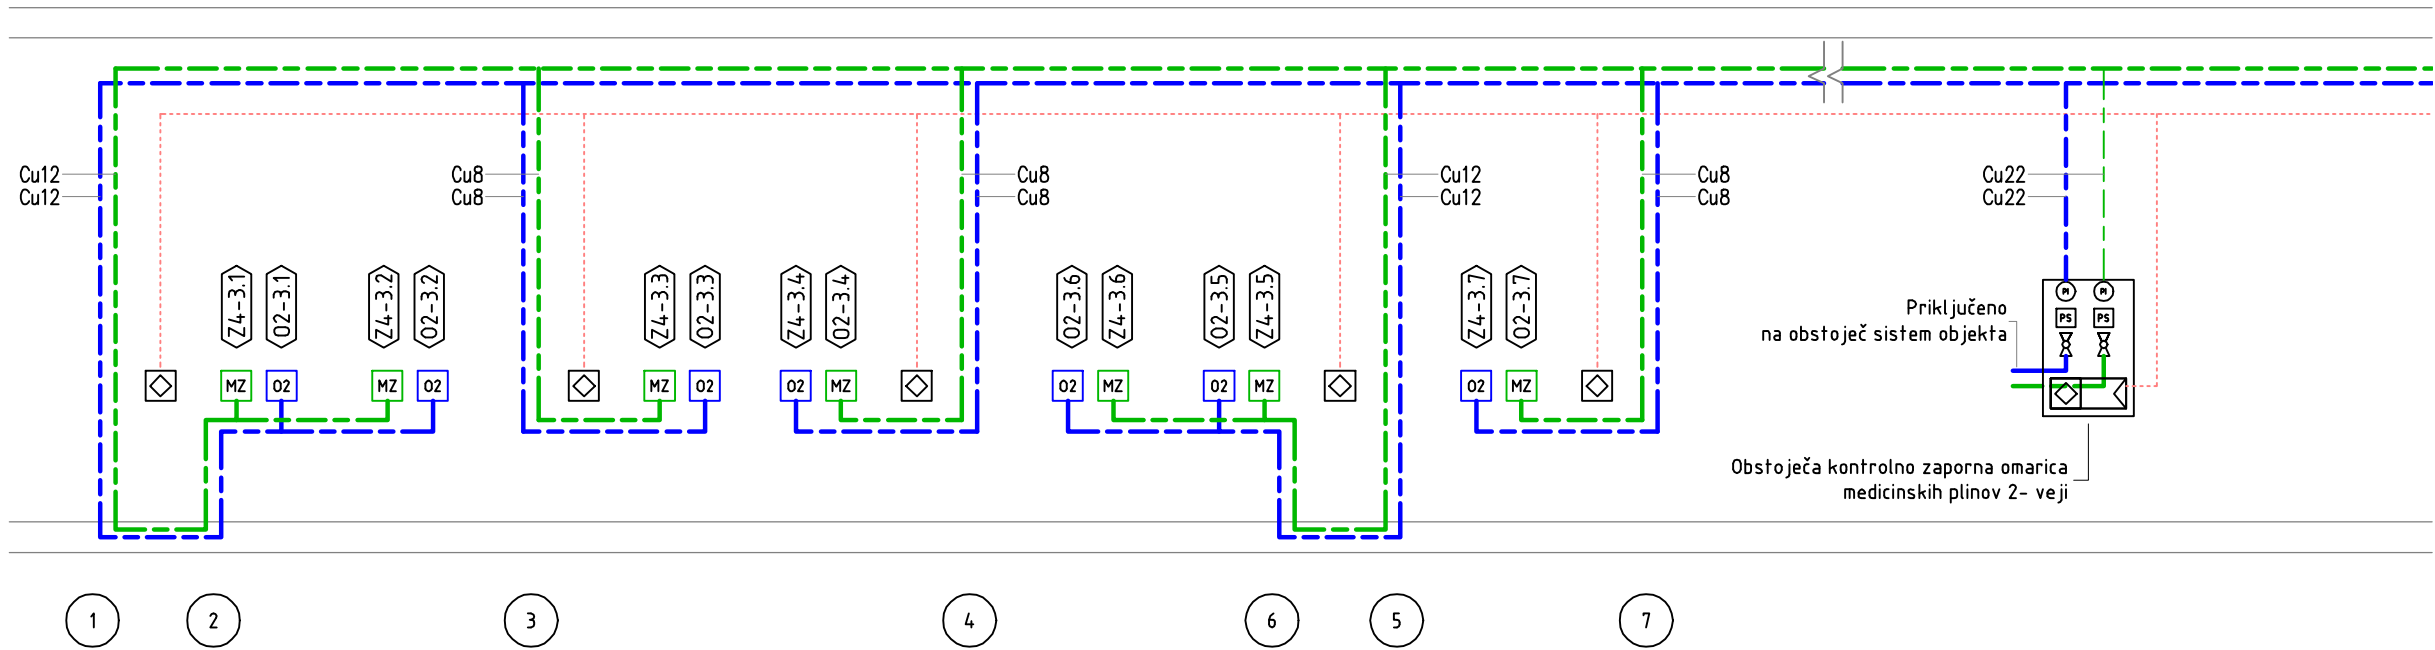 Cu12
Cu12
Cu8
Cu8
Cu8
Cu8
Cu12
Cu12
Cu8
Cu8
Cu22
Cu22
Z4-3.1
O2-3.1
Z4-3.2
O2-3.2
Z4-3.3
O2-3.3
Z4-3.4
O2-3.4
O2-3.6
Z4-3.6
O2-3.5
Z4-3.5
Z4-3.7
O2-3.7
PI
PI
PS
PS
Priključeno
na obstoječ sistem objekta
MZ
O2
MZ
O2
MZ
O2
O2
MZ
O2
MZ
O2
MZ
O2
MZ
Obstoječa kontrolno zaporna omarica
medicinskih plinov 2- veji
1
2
3
4
6
5
7